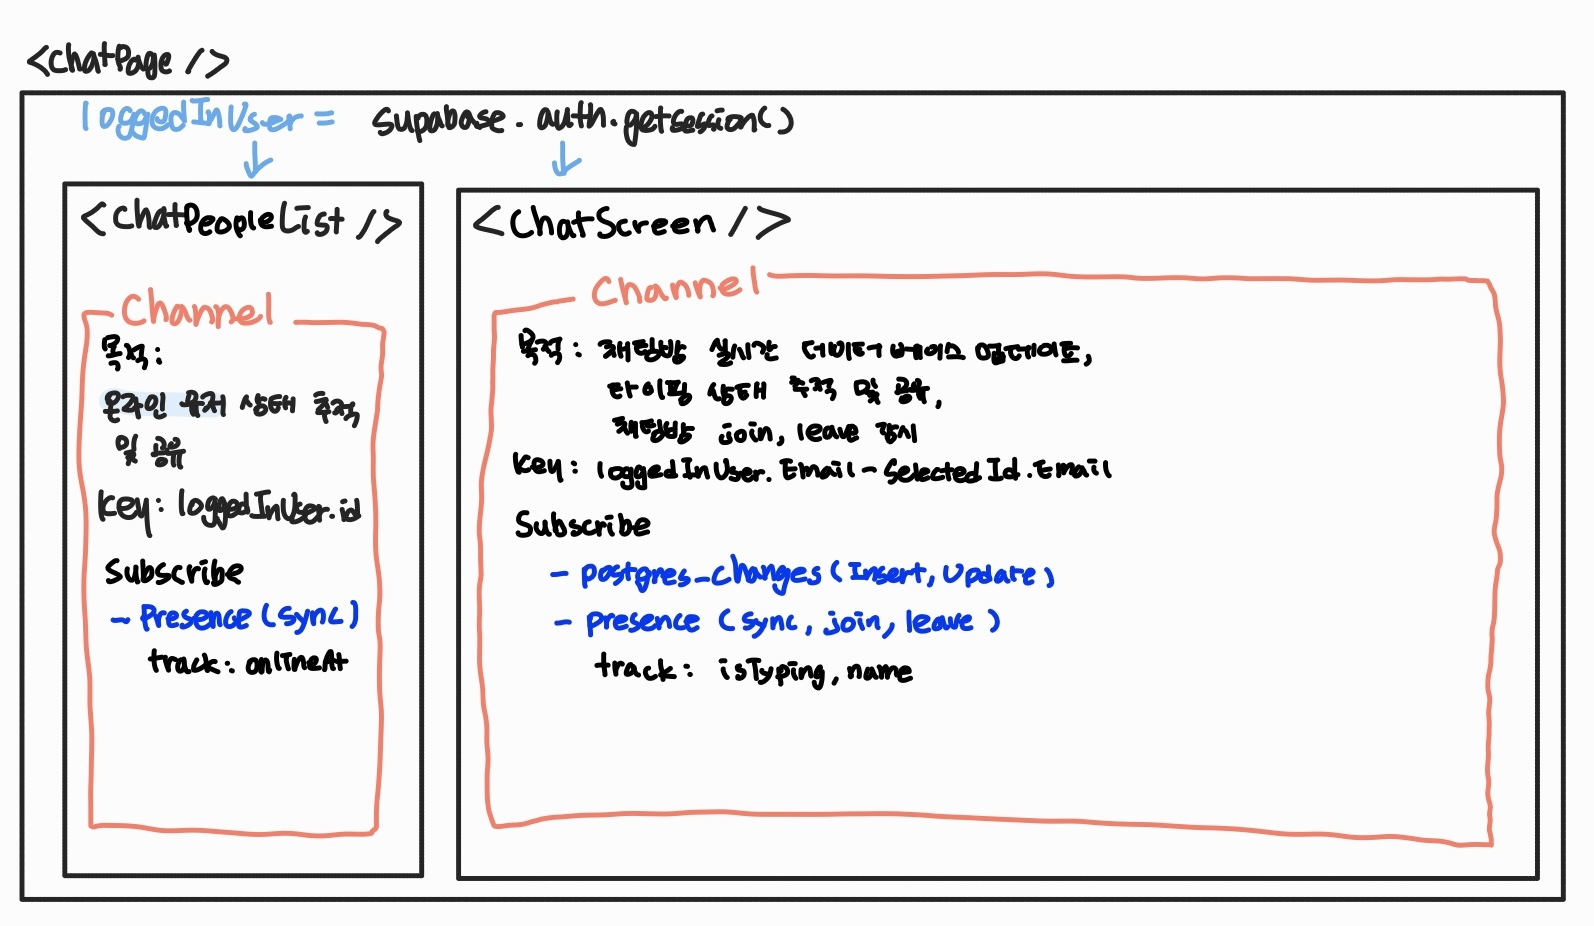 <ChatPage />
loggedInUser = Supabase.auth.getSession()
<ChatPeopleList />
Channel
목적:
온라인 유저 상태 추적
및 공유
Key: loggedInUser.id
Subscribe
- Presence (sync)
track: onlineAt
<ChatScreen />
Channel
목적: 채팅방 실시간 데이터베이스 업데이트,
타이핑 상태 추적 및 공유,
채팅방 join, leave 감시
Key: loggedInUser.Email - SelectedId.Email
Subscribe
- postgres_changes (Insert, Update)
- presence (sync, join, leave)
track: isTyping, name